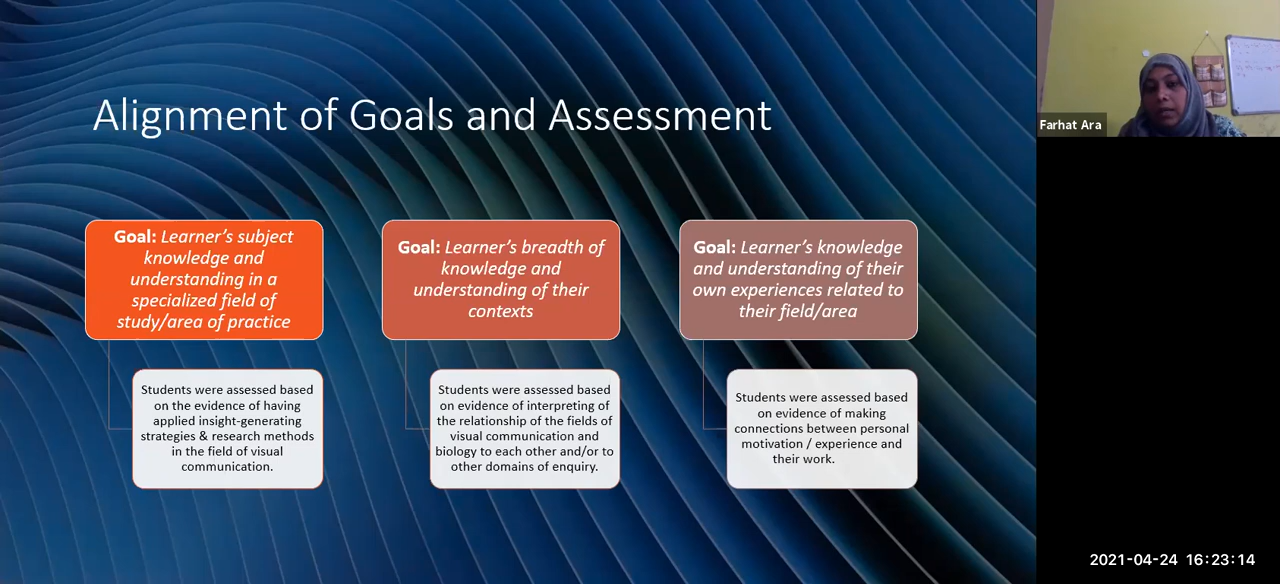 Alignment of Goals and Assessment
Goal: Learner's subject
knowledge and
understanding in a
specialized field of
study/area of practice
Students were assessed based
on the evidence of having
applied insight-generating
strategies & research methods
in the field of visual
communication.
Goal: Learner's breadth of
knowledge and
understanding of their
contexts
Students were assessed based
on evidence of interpreting of
the relationship of the fields of
visual communication and
biology to each other and/or to
other domains of enquiry.
Goal: Learner's knowledge
and understanding of their
own experiences related to
their field/area
Students were assessed based
on evidence of making
connections between personal
motivation / experience and
their work.
Farhat Ara
2021-04-24 16:23:14